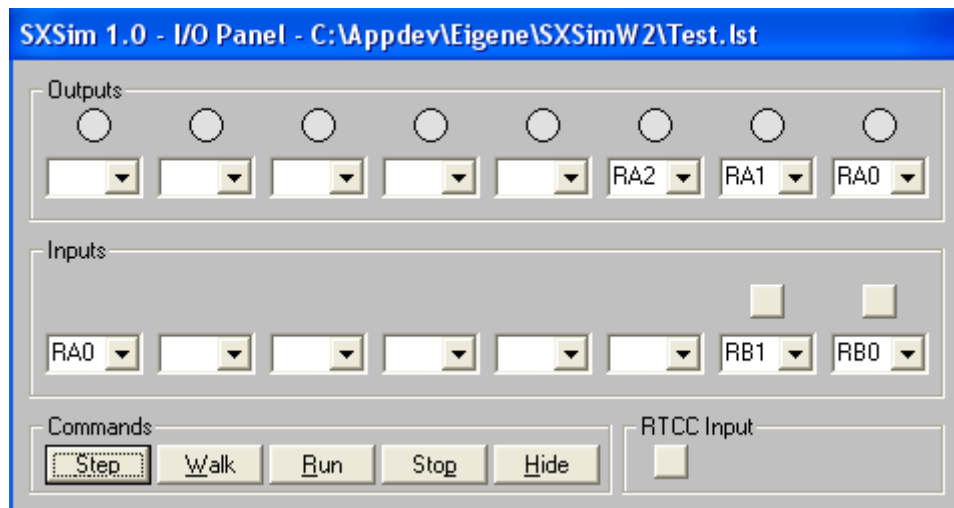 SXSim 1.0 - I/O Panel - C:\Appdev\Eigene\SXSimW2\Test.lst
Outputs
RA2 RA1 RA0
Inputs
RA0 RB1 RB0
Commands RTCC Input
Step Walk Run Stop Hide